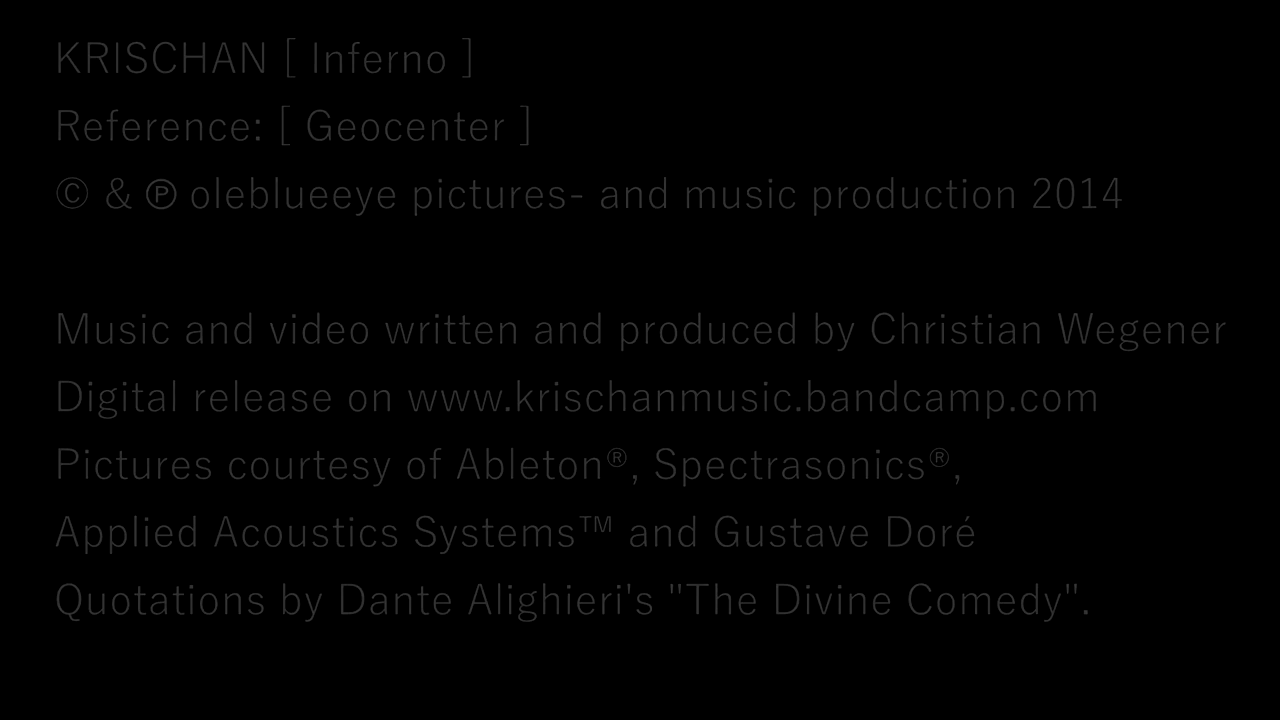 KRISCHAN [ Inferno ]
Reference: [ Geocenter ]
© & ℗ oleblueeye pictures- and music production 2014
Music and video written and produced by Christian Wegener
Digital release on www.krischanmusic.bandcamp.com
Pictures courtesy of Ableton®, Spectrasonics®,
Applied Acoustics Systems™ and Gustave Doré
Quotations by Dante Alighieri's "The Divine Comedy".